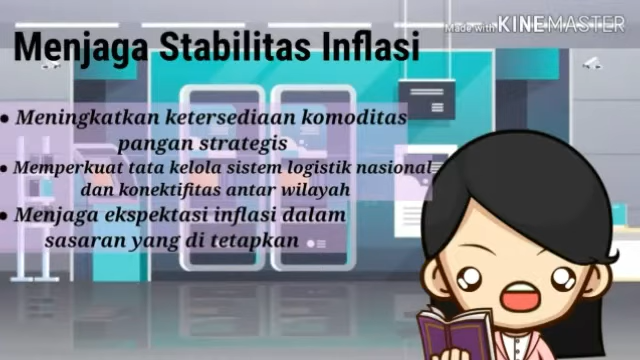 Made with KINEMASTER
Menjaga Stabilitas Inflasi
• Meningkatkan ketersediaan komoditas
pangan strategis
• Memperkuat tata kelola sistem logistik nasional
dan konektifitas antar wilayah
• Menjaga ekspektasi inflasi dalam
sasaran yang di tetapkan